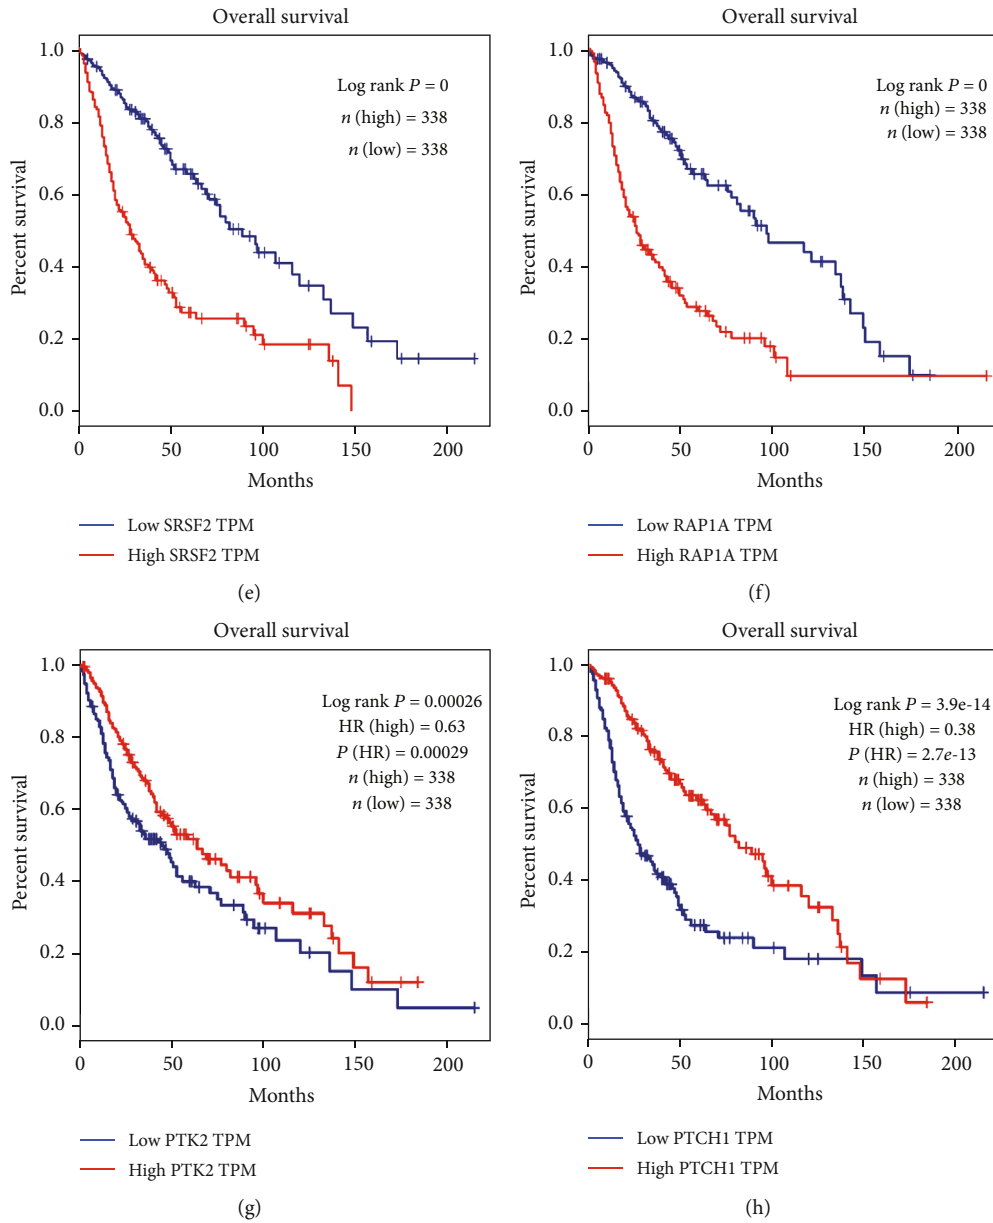 Overall survival
Percent survival
1.0
0.8
0.6
0.4
0.2
0.0
Log rank P = 0
n (high) = 338
n (low) = 338
0 50 100 150 200
Months
Low SRSF2 TPM
High SRSF2 TPM
(e)
Overall survival
Percent survival
1.0
0.8
0.6
0.4
0.2
0.0
Log rank P = 0
n (high) = 338
n (low) = 338
0 50 100 150 200
Months
Low RAP1A TPM
High RAP1A TPM
(f)
Overall survival
Percent survival
1.0
0.8
0.6
0.4
0.2
0.0
Log rank P = 0.00026
HR (high) = 0.63
P (HR) = 0.00029
n (high) = 338
n (low) = 338
0 50 100 150 200
Months
Low PTK2 TPM
High PTK2 TPM
(g)
Overall survival
Percent survival
1.0
0.8
0.6
0.4
0.2
0.0
Log rank P = 3.9e-14
HR (high) = 0.38
P (HR) = 2.7e-13
n (high) = 338
n (low) = 338
0 50 100 150 200
Months
Low PTCH1 TPM
High PTCH1 TPM
(h)